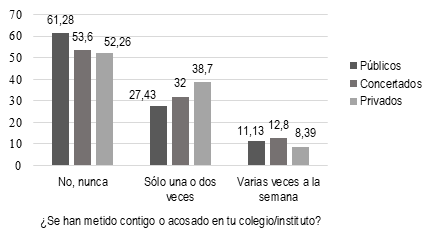 70
60
50
40
30
20
10
0
61,28
53,6
52,26
27,43
32
38,7
11,13
12,8
8,39
No, nunca
Sólo una o dos
veces
Varias veces a la
semana
¿Se han metido contigo o acosado en tu colegio/instituto?
Públicos
Concertados
Privados